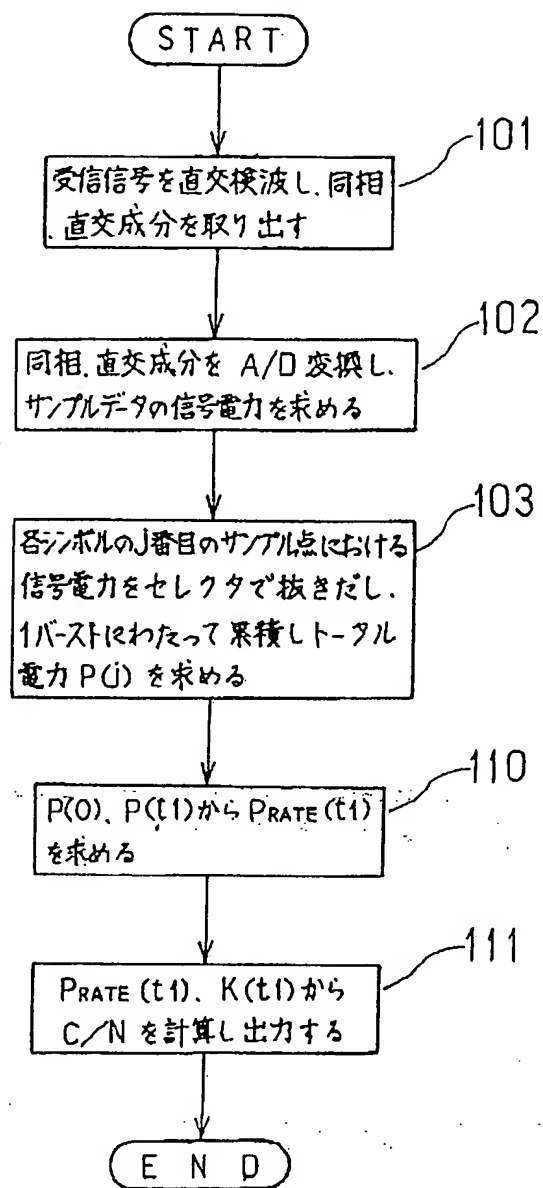 START
101
受信信号を直交検波し、同相
、直交成分を取り出す
102
同相、直交成分を A/D 変換し、
サンプルデータの信号電力を求める
103
各シンボルのJ番目のサンプル点における
信号電力をセレクタで抜きだし、
1バーストにわたって累積しトータル
電力 P(j) を求める
110
P(0)、P(t1)から PRATE(t1)
を求める
111
PRATE(t1)、K(t1)から
C/N を計算し出力する
END